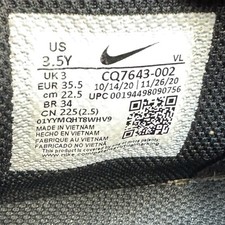 US
3.5Y
VL
UK 3 CQ7643-002
EUR 35.5 10/14/20 | 11/26/20
cm 22.5 UPC 00194498090756
BR 34
CN 225(2.5)
01YYMQHT8WHV9
MADE IN VIETNAM
FABRIQUÉ AU VIETNAM
HECHO EN VIETNAM
FABRICADO NO VIETNAM